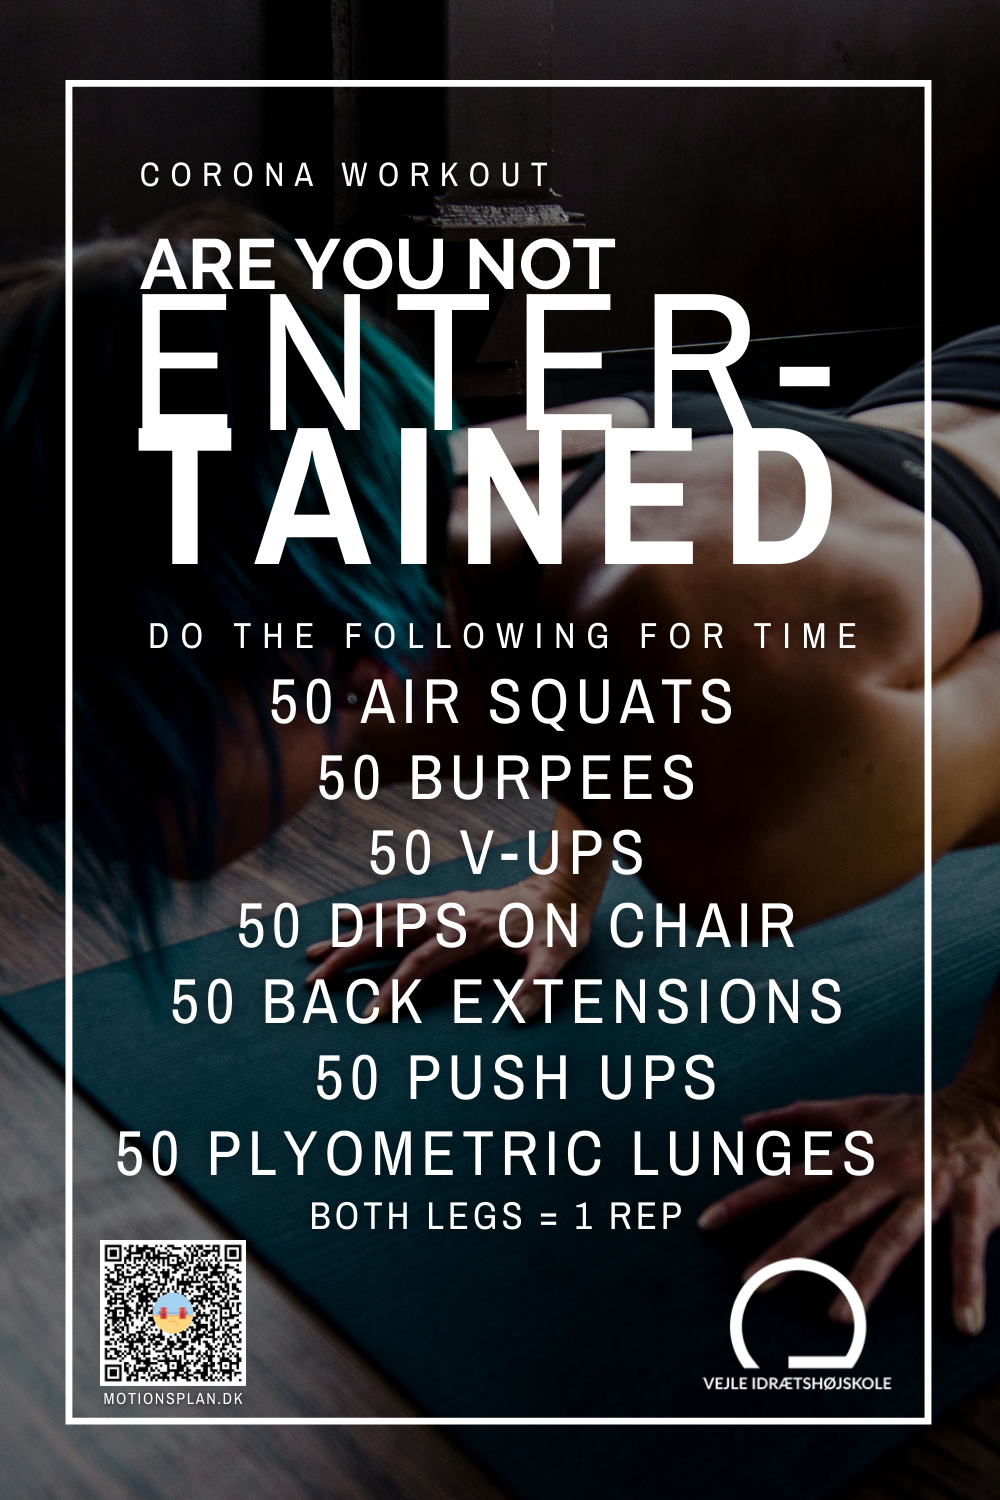 CORONA WORKOUT
ARE YOU NOT
ENTER-
TAINED
DO THE FOLLOWING FOR TIME
50 AIR SQUATS
50 BURPEES
50 V-UPS
50 DIPS ON CHAIR
50 BACK EXTENSIONS
50 PUSH UPS
50 PLYOMETRIC LUNGES
BOTH LEGS = 1 REP
MOTIONSPLAN.DK
VEJLE IDRÆTSHØJSKOLE